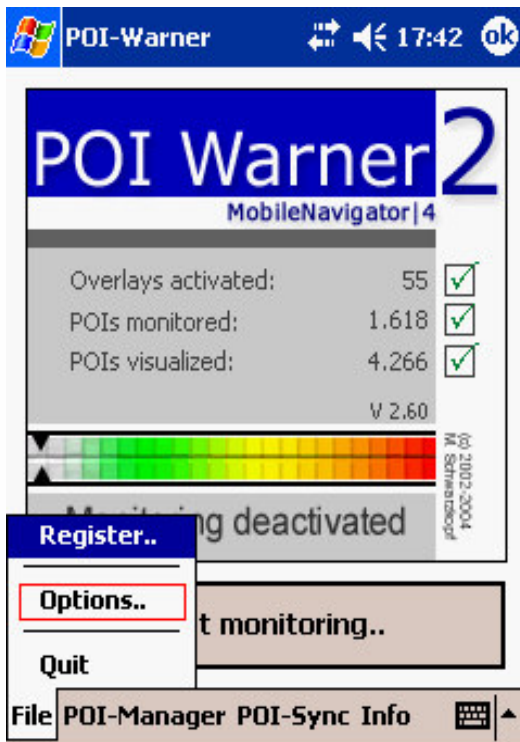 POI-Warner 17:42 ok
POI Warner 2
MobileNavigator|4
Overlays activated: 55
POIs monitored: 1.618
POIs visualized: 4.266
V 2.60
(c) 2002-2004
M. Schwarzkopf
ng deactivated
Register..
Options..
t monitoring..
Quit
File POI-Manager POI-Sync Info